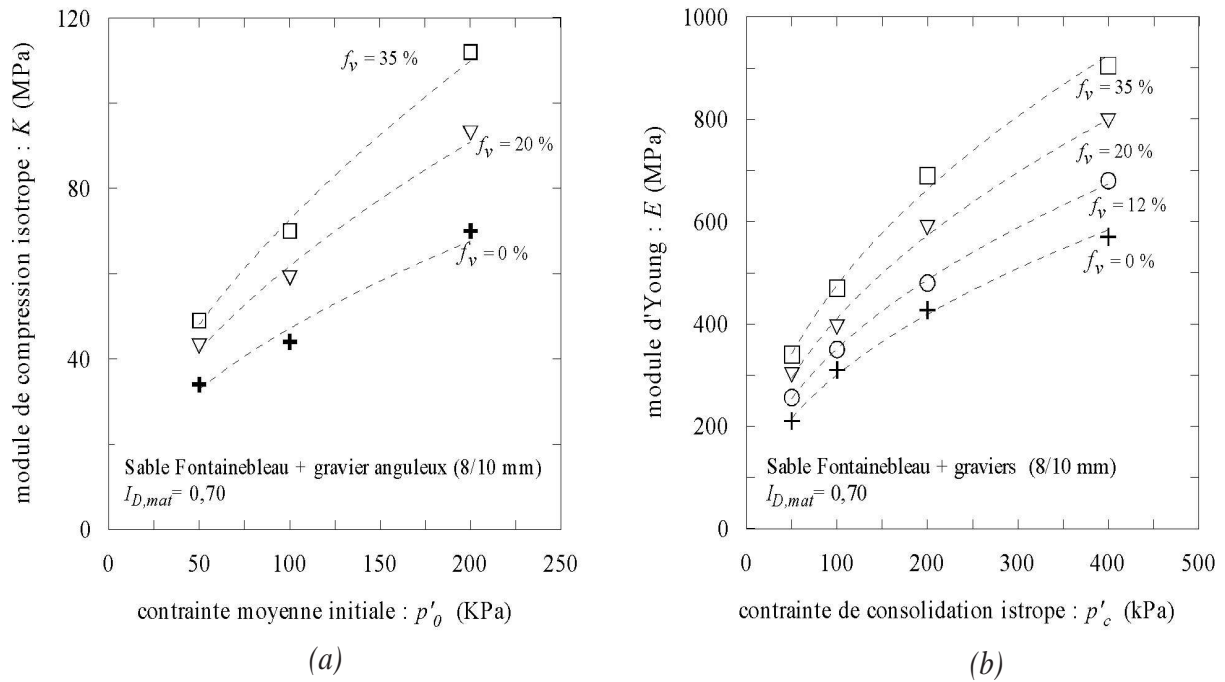 module de compression isotrope : K (MPa)
120
80
40
0
f_v = 35 %
f_v = 20 %
f_v = 0 %
Sable Fontainebleau + gravier anguleux (8/10 mm)
I_D,mat = 0,70
0 50 100 150 200 250
contrainte moyenne initiale : p'_0 (KPa)
(a)
module d'Young : E (MPa)
1000
800
600
400
200
0
f_v = 35 %
f_v = 20 %
f_v = 12 %
f_v = 0 %
Sable Fontainebleau + graviers (8/10 mm)
I_D,mat = 0,70
0 100 200 300 400 500
contrainte de consolidation istrope : p'_c (kPa)
(b)